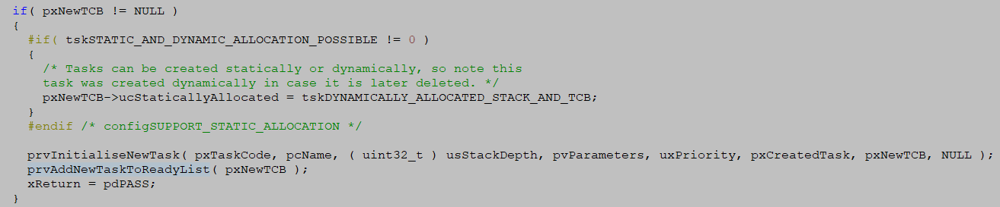 if( pxNewTCB != NULL )
{
#if( tskSTATIC_AND_DYNAMIC_ALLOCATION_POSSIBLE != 0 )
{
/* Tasks can be created statically or dynamically, so note this
task was created dynamically in case it is later deleted. */
pxNewTCB->ucStaticallyAllocated = tskDYNAMICALLY_ALLOCATED_STACK_AND_TCB;
}
#endif /* configSUPPORT_STATIC_ALLOCATION */
prvInitialiseNewTask( pxTaskCode, pcName, ( uint32_t ) usStackDepth, pvParameters, uxPriority, pxCreatedTask, pxNewTCB, NULL );
prvAddNewTaskToReadyList( pxNewTCB );
xReturn = pdPASS;
}